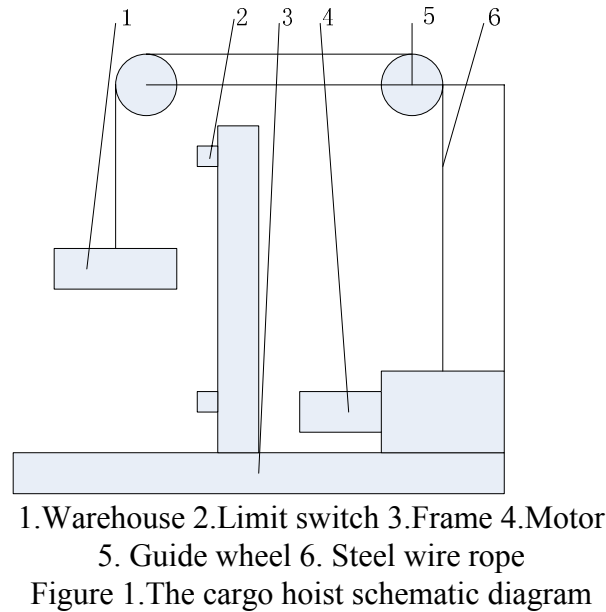 1 2 3 4 5 6
1.Warehouse 2.Limit switch 3.Frame 4.Motor
5. Guide wheel 6. Steel wire rope
Figure 1.The cargo hoist schematic diagram